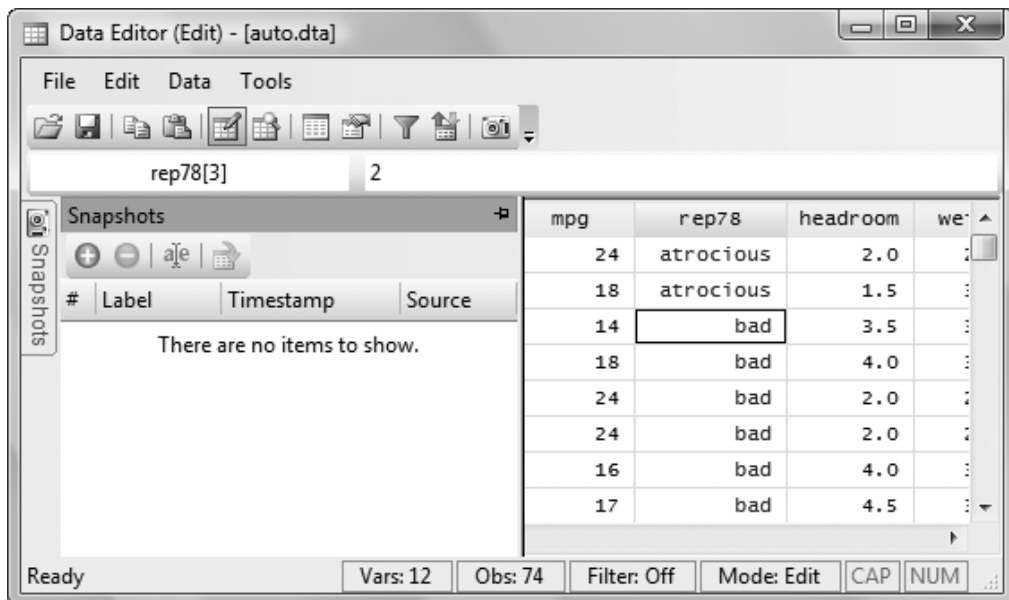 Data Editor (Edit) - [auto.dta]
File Edit Data Tools
rep78[3] 2
Snapshots
Snapshots
# Label Timestamp Source
There are no items to show.
mpg rep78 headroom
24 atrocious 2.0
18 atrocious 1.5
14 bad 3.5
18 bad 4.0
24 bad 2.0
24 bad 2.0
16 bad 4.0
17 bad 4.5
Ready Vars: 12 Obs: 74 Filter: Off Mode: Edit CAP NUM